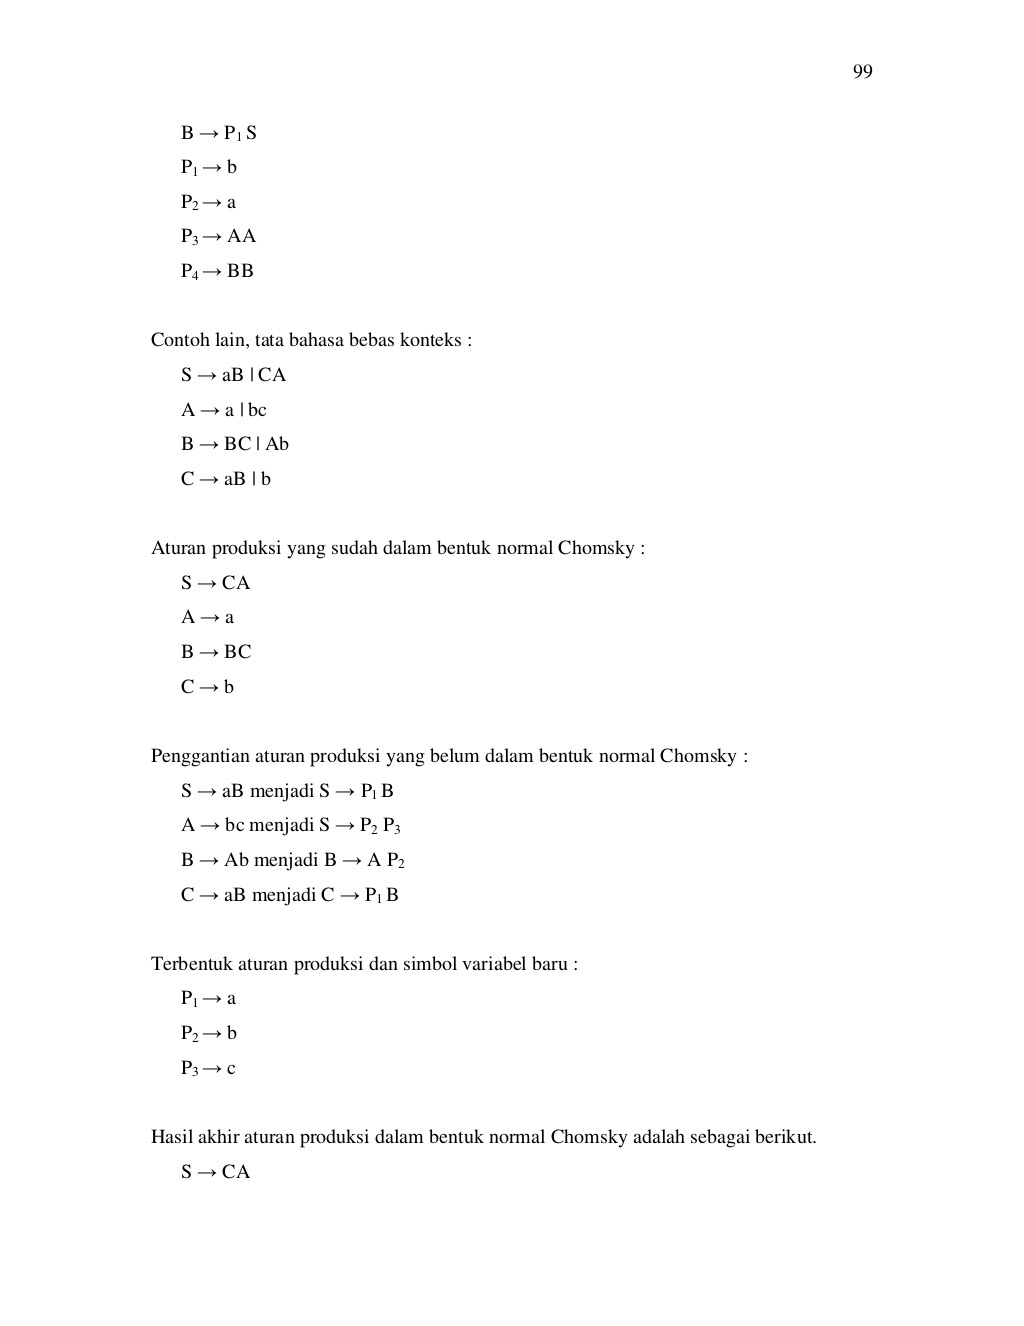 99
B → P₁ S
P₁ → b
P₂ → a
P₃ → AA
P₄ → BB
Contoh lain, tata bahasa bebas konteks :
S → aB | CA
A → a | bc
B → BC | Ab
C → aB | b
Aturan produksi yang sudah dalam bentuk normal Chomsky :
S → CA
A → a
B → BC
C → b
Penggantian aturan produksi yang belum dalam bentuk normal Chomsky :
S → aB menjadi S → P₁ B
A → bc menjadi S → P₂ P₃
B → Ab menjadi B → A P₂
C → aB menjadi C → P₁ B
Terbentuk aturan produksi dan simbol variabel baru :
P₁ → a
P₂ → b
P₃ → c
Hasil akhir aturan produksi dalam bentuk normal Chomsky adalah sebagai berikut.
S → CA